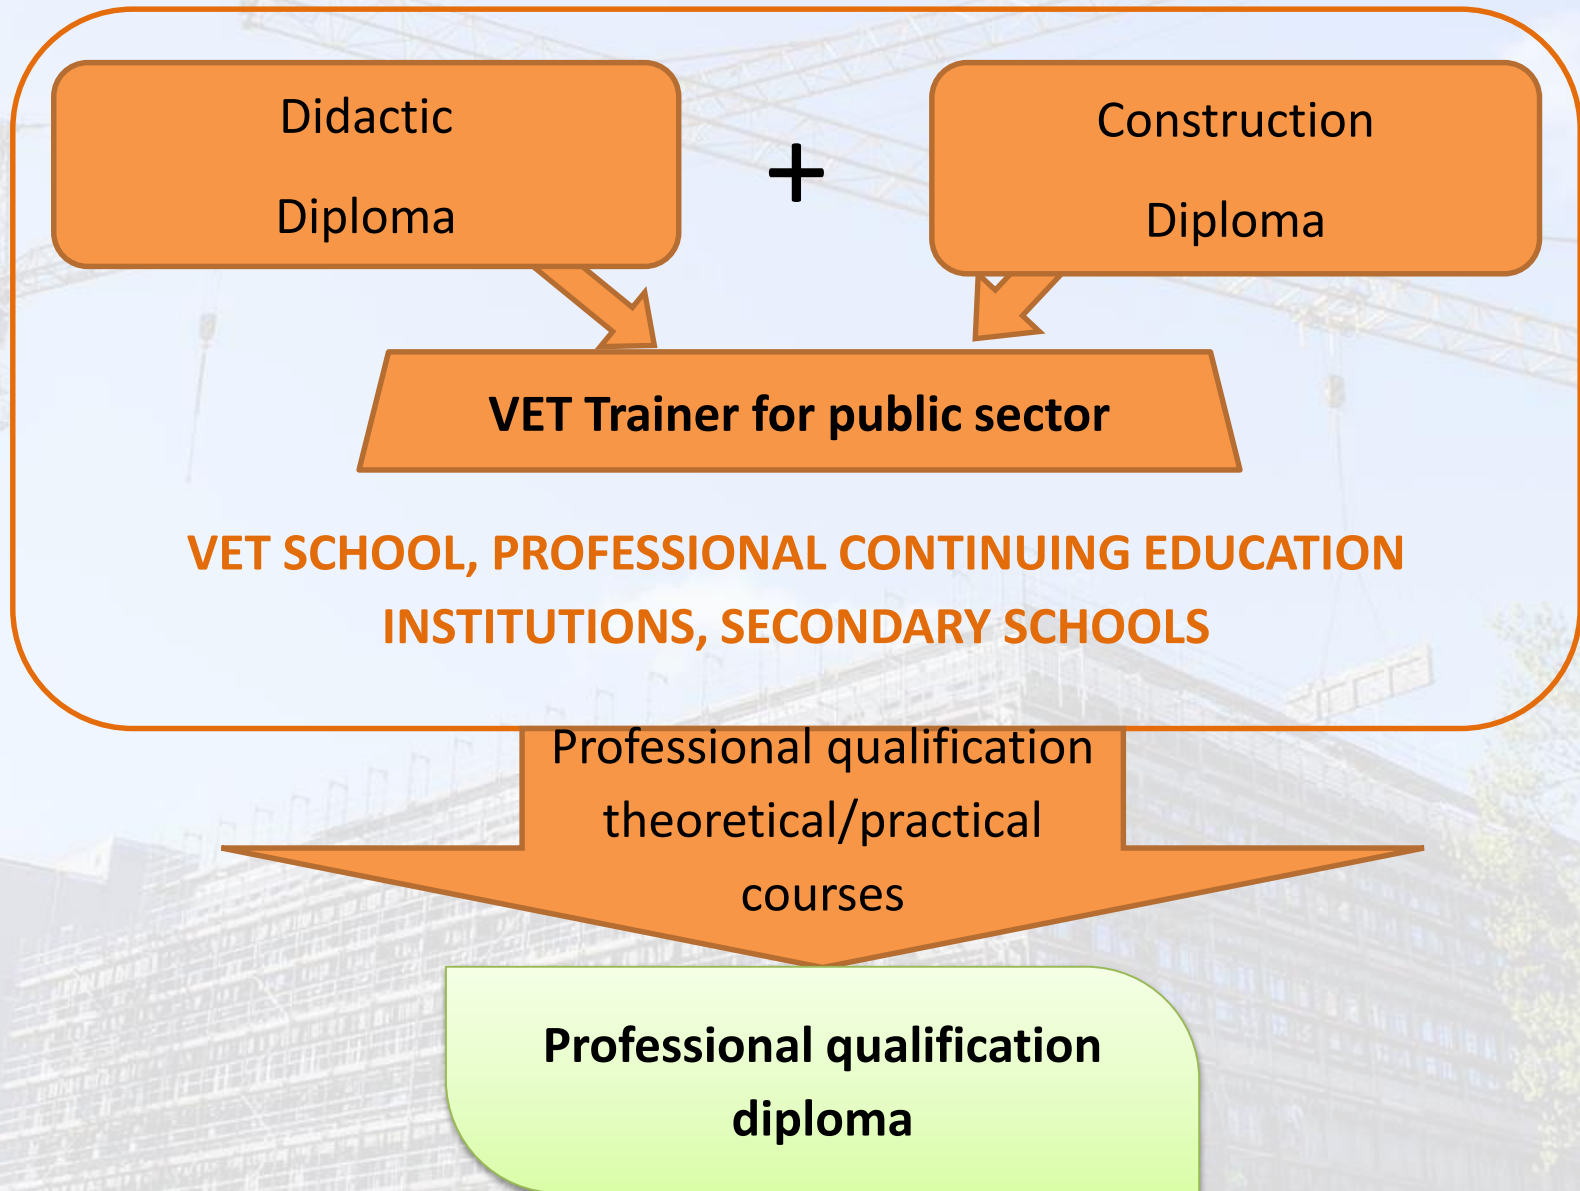 Didactic
Diploma
+
Construction
Diploma
VET Trainer for public sector
VET SCHOOL, PROFESSIONAL CONTINUING EDUCATION
INSTITUTIONS, SECONDARY SCHOOLS
Professional qualification
theoretical/practical
courses
Professional qualification
diploma